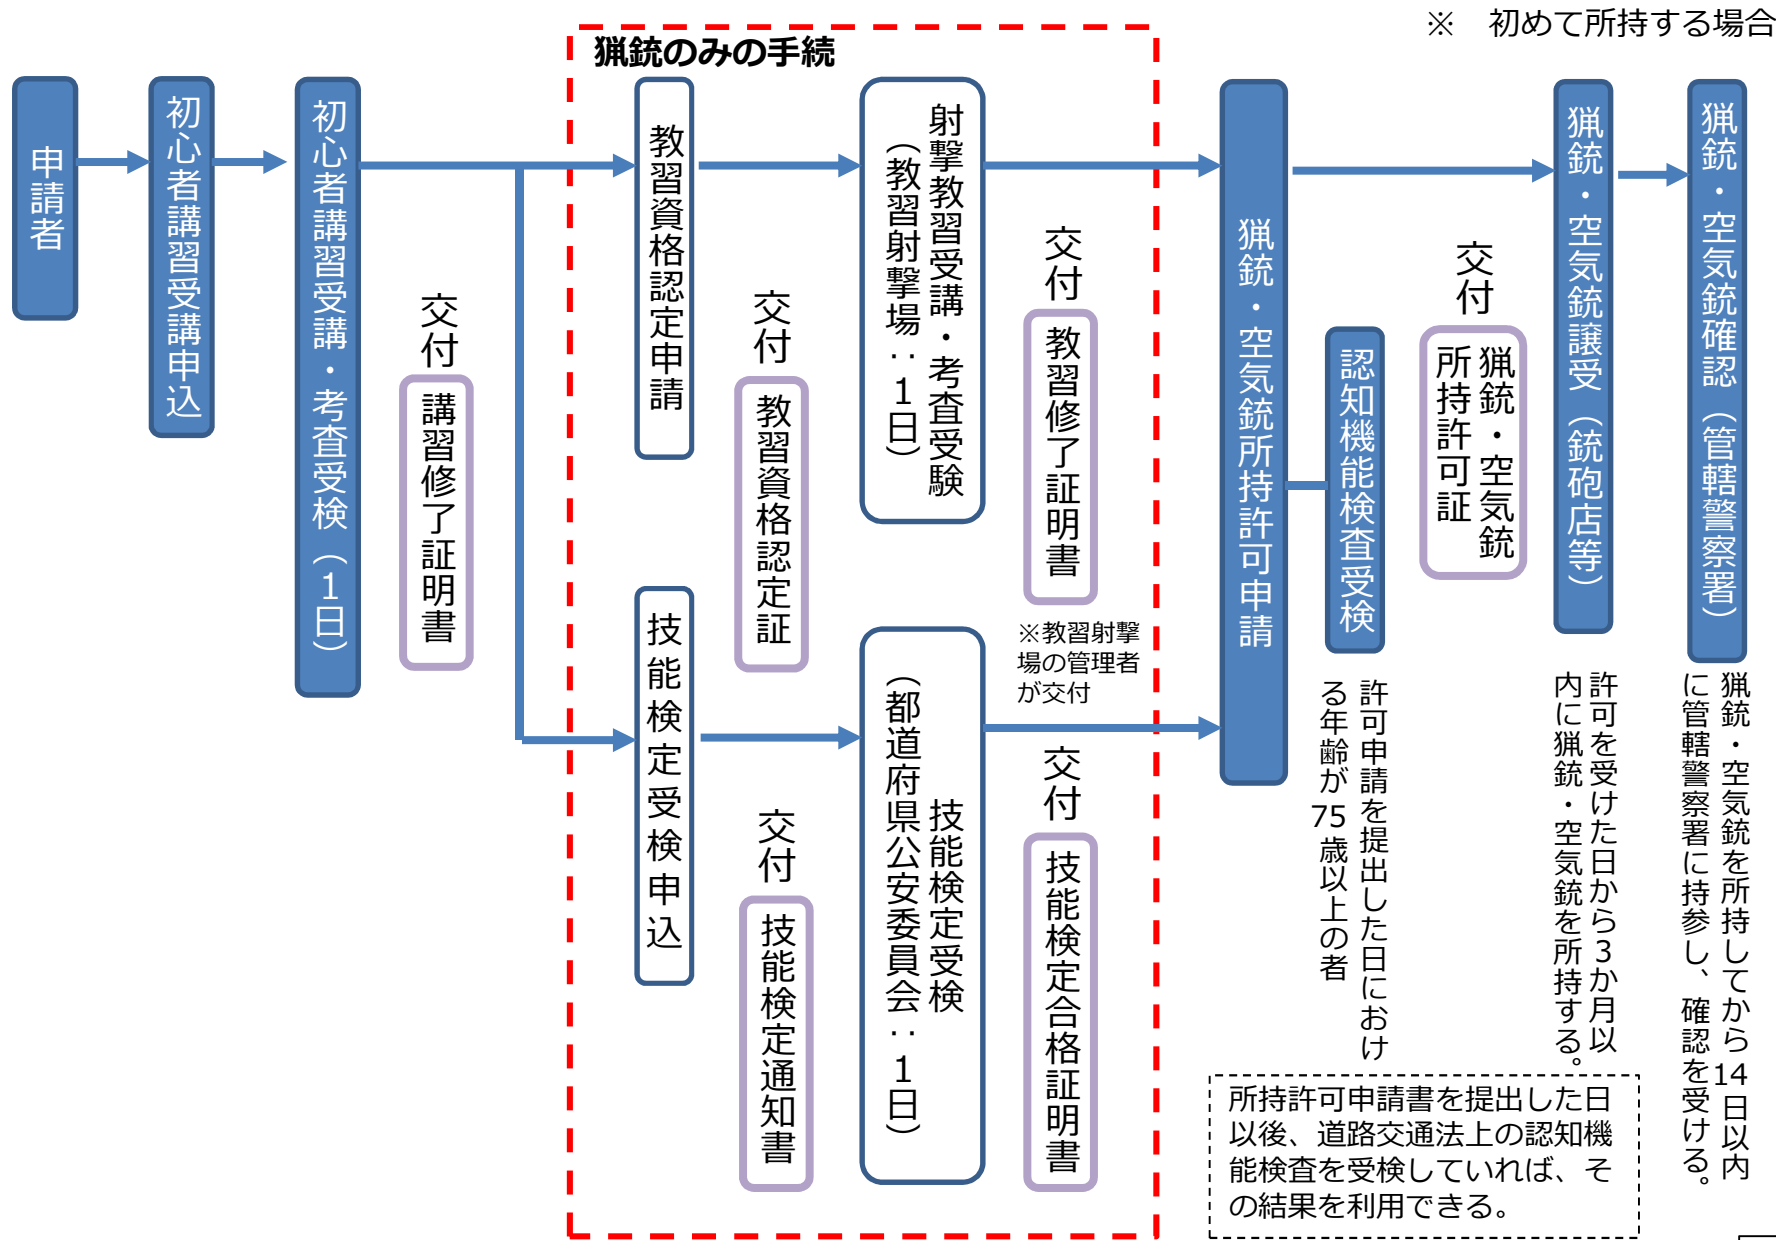 ※　初めて所持する場合
猟銃のみの手続
申請者
初心者講習受講申込
初心者講習受講・考査受検（１日）
交付
講習修了証明書
教習資格認定申請
交付
教習資格認定証
射撃教習受講・考査受験
（教習射撃場：１日）
交付
教習修了証明書
※教習射撃
場の管理者
が交付
技能検定受検申込
交付
技能検定通知書
技能検定受検
（都道府県公安委員会：１日）
交付
技能検定合格証明書
猟銃・空気銃所持許可申請
認知機能検査受検
許可申請を提出した日におけ
る年齢が75歳以上の者
交付
猟銃・空気銃
所持許可証
猟銃・空気銃譲受（銃砲店等）
許可を受けた日から３か月以
内に猟銃・空気銃を所持する。
猟銃・空気銃確認（管轄警察署）
猟銃・空気銃を所持してから14日以内
に管轄警察署に持参し、確認を受ける。
所持許可申請書を提出した日
以後、道路交通法上の認知機
能検査を受検していれば、そ
の結果を利用できる。